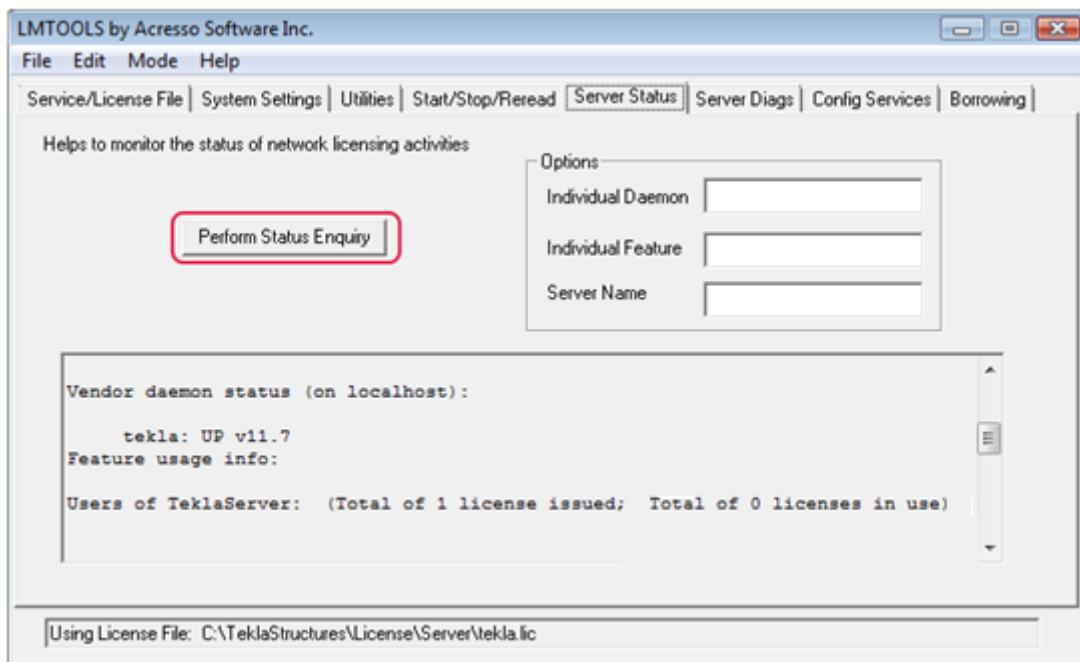 LMTOOLS by Acresso Software Inc.
File Edit Mode Help
Service/License File System Settings Utilities Start/Stop/Reread Server Status Server Diags Config Services Borrowing
Helps to monitor the status of network licensing activities
Options
Individual Daemon
Perform Status Enquiry
Individual Feature
Server Name
Vendor daemon status (on localhost):
tekla: UP v11.7
Feature usage info:
Users of TeklaServer: (Total of 1 license issued; Total of 0 licenses in use)
Using License File: C:\TeklaStructures\License\Server\tekla.lic